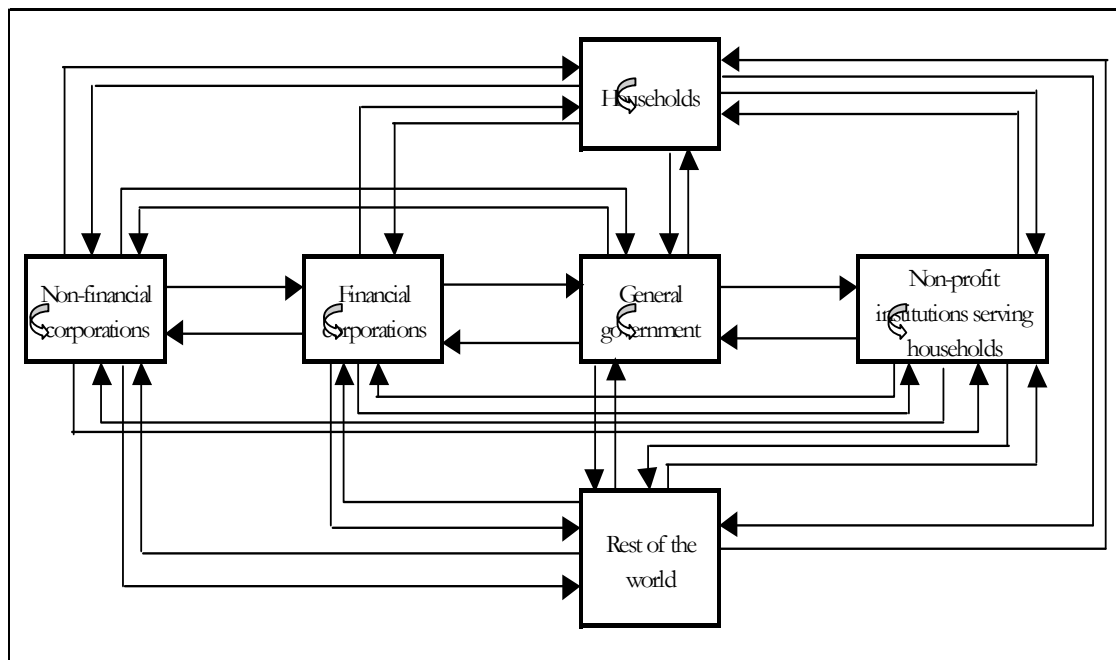 Households
Non-financial
corporations
Financial
corporations
General
government
Non-profit
institutions serving
households
Rest of the
world